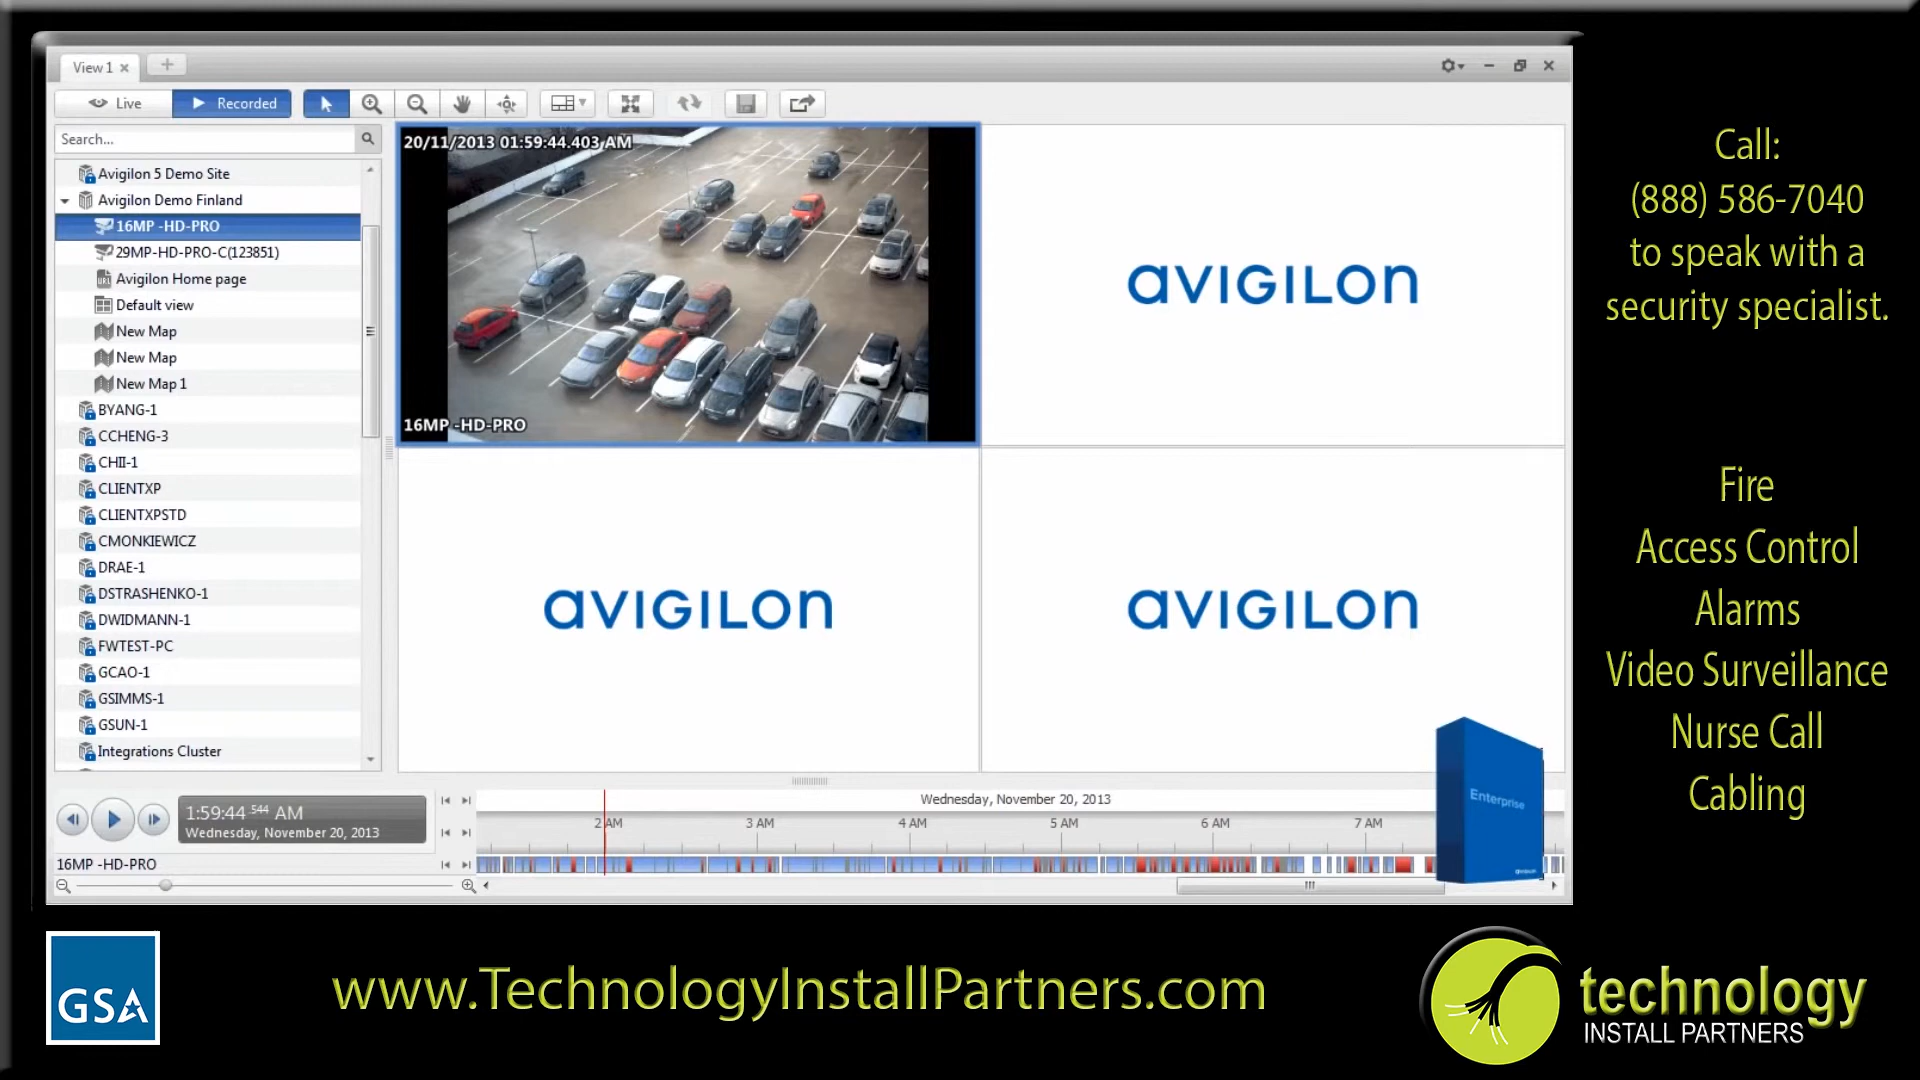 View 1
Live
Recorded
Search...
Avigilon 5 Demo Site
Avigilon Demo Finland
16MP -HD-PRO
29MP-HD-PRO-C(123851)
Avigilon Home page
Default view
New Map
New Map
New Map 1
BYANG-1
CCHENG-3
CHII-1
CLIENTXP
CLIENTXPSTD
CMONKIEWICZ
DRAE-1
DSTRASHENKO-1
DWIDMANN-1
FWTEST-PC
GCAO-1
GSIMMS-1
GSUN-1
Integrations Cluster
20/11/2013 01:59:44.403 AM
16MP -HD-PRO
avigilon
avigilon
avigilon
1:59:44 .544 AM
Wednesday, November 20, 2013
16MP -HD-PRO
Wednesday, November 20, 2013
2 AM 3 AM 4 AM 5 AM 6 AM 7 AM
Enterprise
avigilon
Call:
(888) 586-7040
to speak with a
security specialist.
Fire
Access Control
Alarms
Video Surveillance
Nurse Call
Cabling
GSA
www.TechnologyInstallPartners.com
technology
INSTALL PARTNERS